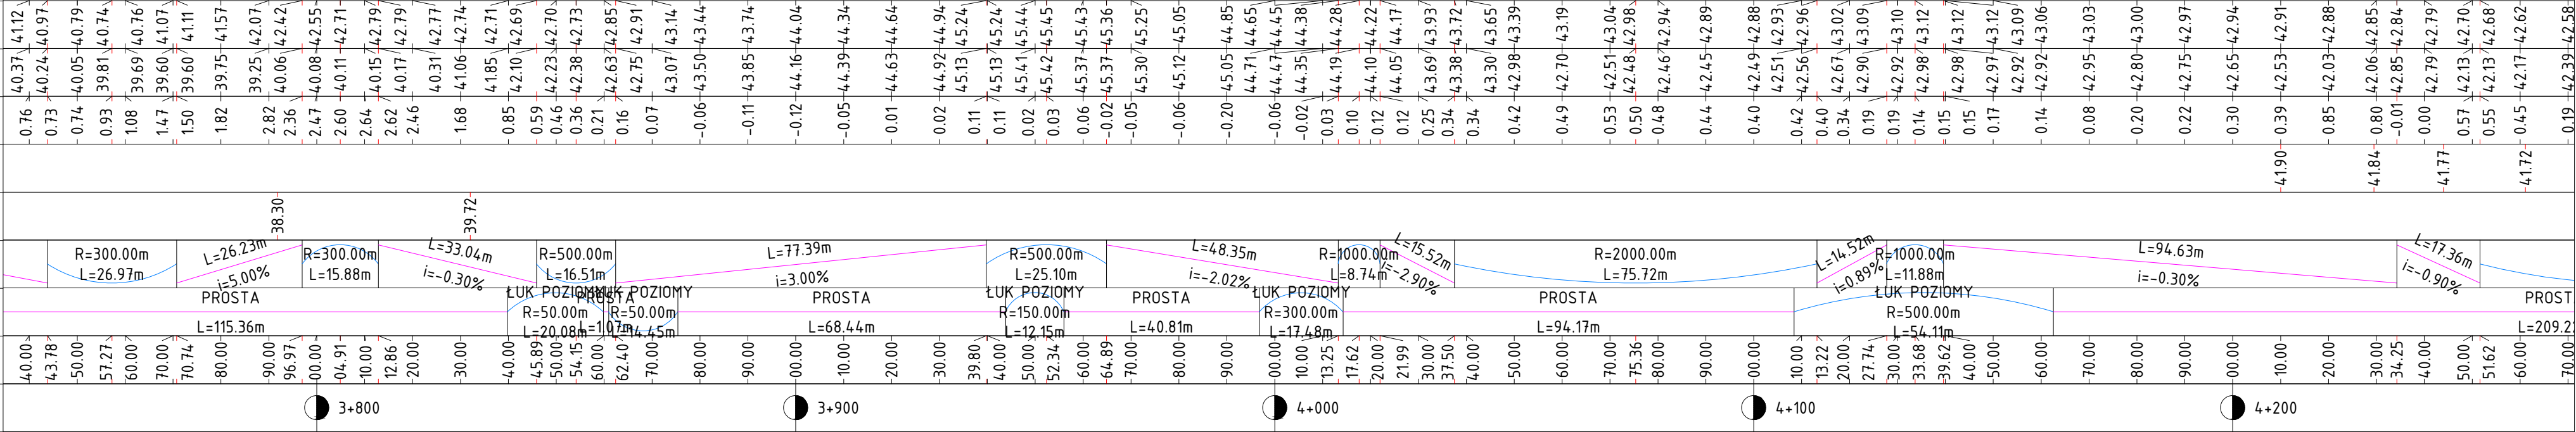 41.12 40.97 40.79 40.74 40.76 41.07 41.11 41.57 42.07 42.42 42.55 42.71 42.79 42.79 42.77 42.74 42.71 42.69 42.70 42.73 42.85 42.91 43.14 43.44 43.74 44.04 44.34 44.64 44.94 45.24 45.24 45.44 45.45 45.43 45.36 45.25 45.05 44.85 44.65 44.45 44.38 44.28 44.22 44.17 43.93 43.72 43.65 43.39 43.19 43.04 42.98 42.94 42.89 42.88 42.93 42.96 43.02 43.09 43.10 43.12 43.12 43.12 43.09 43.06 43.03 43.00 42.97 42.94 42.91 42.88 42.85 42.84 42.79 42.70 42.68 42.62 42.58
40.37 40.24 40.05 39.81 39.69 39.60 39.60 39.75 39.25 40.06 40.08 40.11 40.15 40.17 40.31 41.06 41.85 42.10 42.23 42.38 42.63 42.75 43.07 43.50 43.85 44.16 44.39 44.63 44.92 45.13 45.13 45.41 45.42 45.37 45.37 45.30 45.12 45.05 44.71 44.47 44.35 44.19 44.10 44.05 43.69 43.38 43.30 42.98 42.70 42.51 42.48 42.46 42.45 42.49 42.51 42.56 42.67 42.90 42.92 42.98 42.98 42.97 42.92 42.92 42.95 42.80 42.75 42.65 42.53 42.03 42.06 42.85 42.79 42.13 42.13 42.17 42.39
0.76 0.73 0.74 0.93 1.08 1.47 1.50 1.82 2.82 2.36 2.47 2.60 2.64 2.62 2.46 1.68 0.85 0.59 0.46 0.36 0.21 0.16 0.07 -0.06 -0.11 -0.12 -0.05 0.01 0.02 0.11 0.11 0.02 0.03 0.06 -0.02 -0.05 -0.06 -0.20 -0.06 -0.02 0.03 0.10 0.12 0.12 0.25 0.34 0.34 0.42 0.49 0.53 0.50 0.48 0.44 0.40 0.42 0.40 0.34 0.19 0.19 0.14 0.15 0.15 0.17 0.14 0.08 0.20 0.22 0.30 0.39 0.85 0.80 -0.01 0.00 0.57 0.55 0.45 0.19
41.90 41.84 41.77 41.72
38.30 39.72
R=300.00m L=26.23m R=300.00m L=33.04m R=500.00m L=77.39m R=500.00m L=48.35m R=1000.00m L=15.52m R=2000.00m L=14.52m R=1000.00m L=94.63m L=17.36m
L=26.97m i=5.00% L=15.88m i=-0.30% L=16.51m i=3.00% L=25.10m i=-2.02% L=8.74m i=-2.90% L=75.72m i=0.89% L=11.88m i=-0.30% i=-0.90%
PROSTA ŁUK POZIOMY PROSTA ŁUK POZIOMY PROSTA ŁUK POZIOMY PROSTA ŁUK POZIOMY PROSTA ŁUK POZIOMY PROST
R=50.00m R=50.00m R=150.00m R=300.00m R=500.00m
L=115.36m L=20.08m L=1.07m L=14.45m L=68.44m L=12.15m L=40.81m L=17.48m L=94.17m L=54.11m L=209.2
40.00 43.78 50.00 57.27 60.00 70.00 70.74 80.00 90.00 96.97 00.00 04.91 10.00 12.86 20.00 30.00 40.00 45.89 50.00 54.15 60.00 62.40 70.00 80.00 90.00 00.00 10.00 20.00 30.00 39.80 40.00 50.00 52.34 60.00 64.89 70.00 80.00 90.00 00.00 10.00 13.25 17.62 20.00 21.99 30.00 37.50 40.00 50.00 60.00 70.00 75.36 80.00 90.00 00.00 10.00 13.22 20.00 27.74 30.00 33.68 39.62 40.00 50.00 60.00 70.00 80.00 90.00 00.00 10.00 20.00 30.00 34.25 40.00 50.00 51.62 60.00 70.00
3+800 3+900 4+000 4+100 4+200